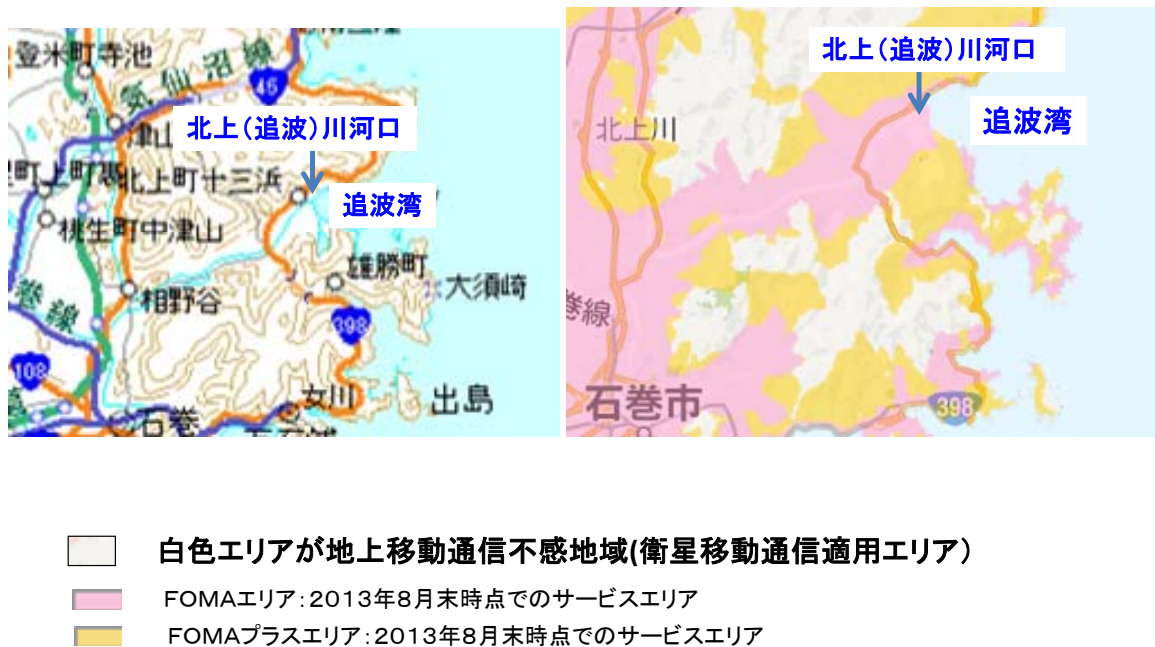 登米町寺池
気仙沼線
45
津山
北上(追波)川河口
北上町十三浜
追波湾
桃生町中津山
雄勝町
大須崎
相野谷
巻線
398
108
女川
出島
石巻
北上(追波)川河口
追波湾
北上川
巻線
石巻市
398
白色エリアが地上移動通信不感地域(衛星移動通信適用エリア)
FOMAエリア:2013年8月末時点でのサービスエリア
FOMAプラスエリア:2013年8月末時点でのサービスエリア